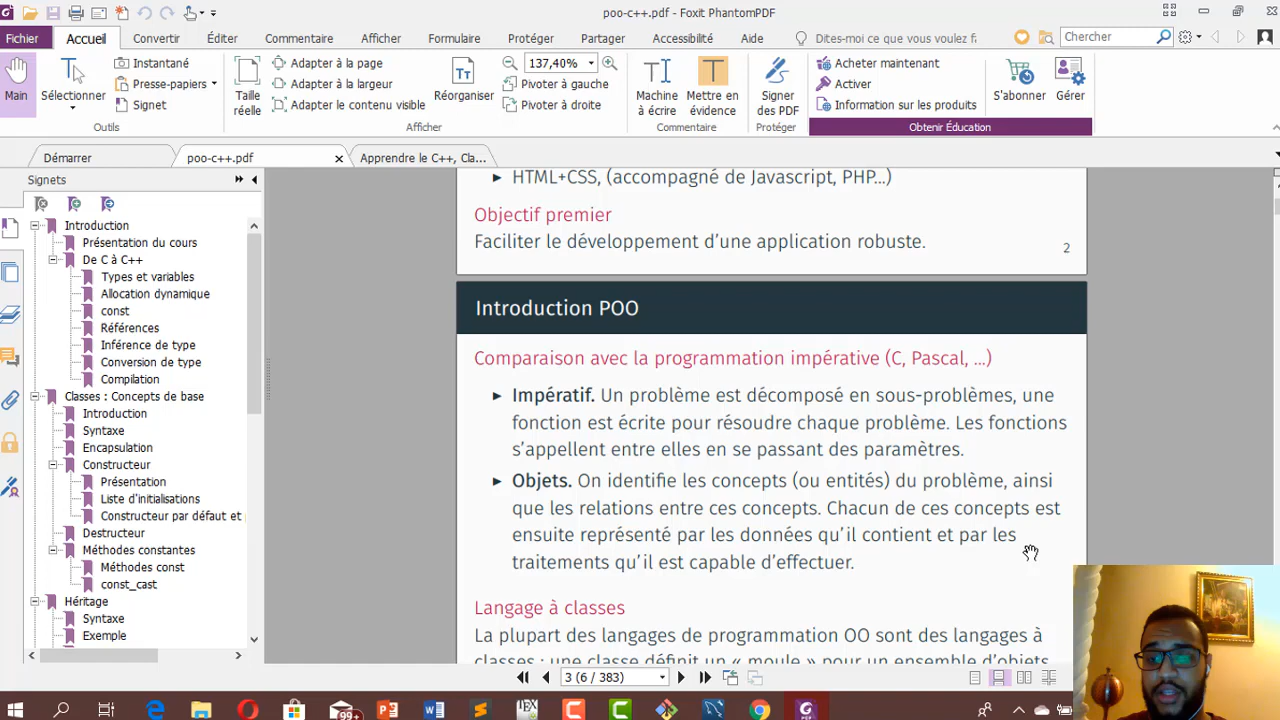 poo-c++.pdf - Foxit PhantomPDF
Fichier
Accueil
Convertir
Éditer
Commentaire
Afficher
Formulaire
Protéger
Partager
Accessibilité
Aide
Dites-moi ce que vous voulez f
Chercher
Main
Sélectionner
Instantané
Presse-papiers
Signet
Outils
Taille
réelle
Adapter à la page
Adapter à la largeur
Adapter le contenu visible
Réorganiser
137,40%
Pivoter à gauche
Pivoter à droite
Afficher
Machine
à écrire
Mettre en
évidence
Commentaire
Signer
des PDF
Protéger
Acheter maintenant
Activer
Information sur les produits
S'abonner
Gérer
Obtenir Éducation
Démarrer
poo-c++.pdf
Apprendre le C++, Cla...
Signets
Introduction
Présentation du cours
De C à C++
Types et variables
Allocation dynamique
const
Références
Inférence de type
Conversion de type
Compilation
Classes : Concepts de base
Introduction
Syntaxe
Encapsulation
Constructeur
Présentation
Liste d'initialisations
Constructeur par défaut et
Destructeur
Méthodes constantes
Méthodes const
const_cast
Héritage
Syntaxe
Exemple
► HTML+CSS, (accompagné de Javascript, PHP...)
Objectif premier
Faciliter le développement d'une application robuste.
2
Introduction POO
Comparaison avec la programmation impérative (C, Pascal, ...)
► Impératif. Un problème est décomposé en sous-problèmes, une
fonction est écrite pour résoudre chaque problème. Les fonctions
s'appellent entre elles en se passant des paramètres.
► Objets. On identifie les concepts (ou entités) du problème, ainsi
que les relations entre ces concepts. Chacun de ces concepts est
ensuite représenté par les données qu'il contient et par les
traitements qu'il est capable d'effectuer.
Langage à classes
La plupart des langages de programmation OO sont des langages à
classes : une classe définit un « moule » pour un ensemble d'objets
3 (6 / 383)
99+